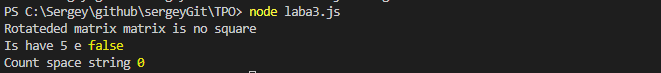 PS C:\Sergey\github\sergeyGit\TPO> node laba3.js
Rotateded matrix matrix is no square
Is have 5 e false
Count space string 0